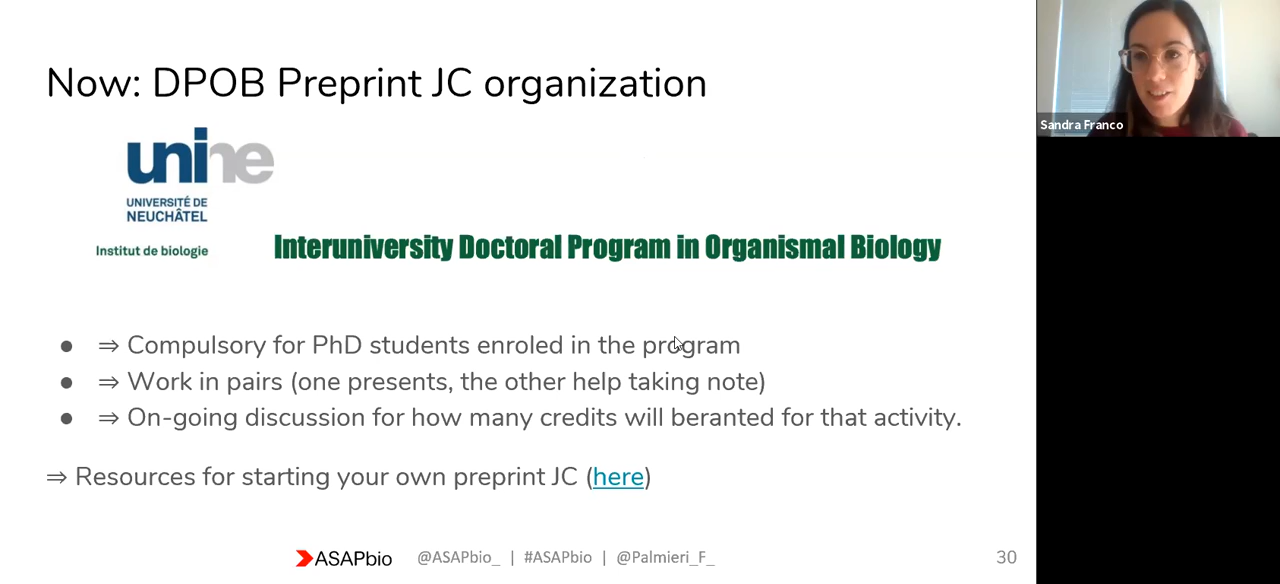 Now: DPOB Preprint JC organization
unine
UNIVERSITÉ DE
NEUCHÂTEL
Institut de biologie
Interuniversity Doctoral Program in Organismal Biology
● ⇒ Compulsory for PhD students enroled in the program
● ⇒ Work in pairs (one presents, the other help taking note)
● ⇒ On-going discussion for how many credits will beranted for that activity.
⇒ Resources for starting your own preprint JC (here)
ASAPbio @ASAPbio_ | #ASAPbio | @Palmieri_F_
30
Sandra Franco